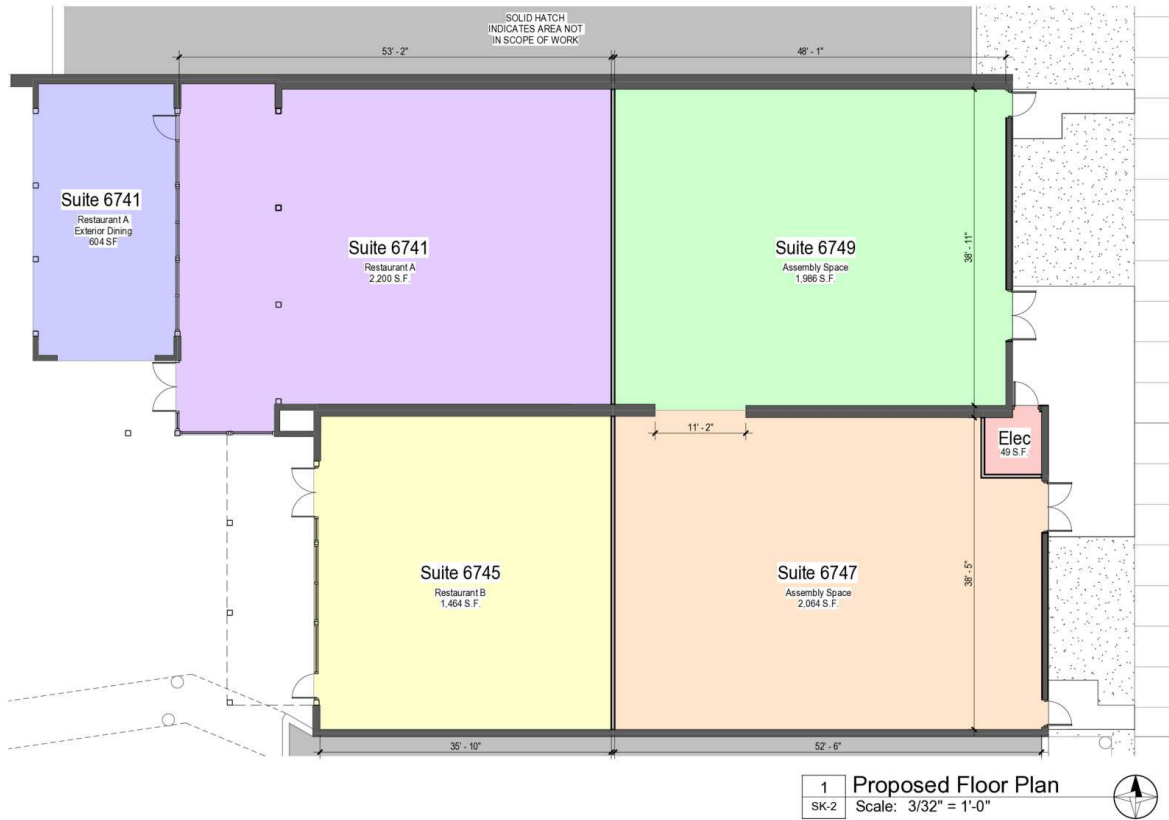 SOLID HATCH
INDICATES AREA NOT
IN SCOPE OF WORK
53' - 2"
48' - 1"
Suite 6741
Restaurant A
Exterior Dining
604 SF
Suite 6741
Restaurant A
2,200 S.F.
Suite 6749
Assembly Space
1,986 S.F.
38' - 11"
11' - 2"
Elec
49 S.F.
Suite 6745
Restaurant B
1,464 S.F.
Suite 6747
Assembly Space
2,064 S.F.
38' - 5"
35' - 10"
52' - 6"
1 Proposed Floor Plan
SK-2 Scale: 3/32" = 1'-0"